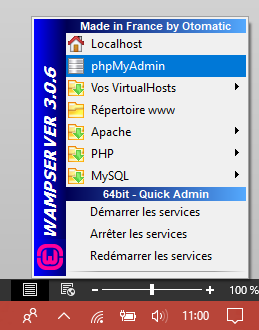 Made in France by Otomatic
WAMPSERVER 3.0.6
Localhost
phpMyAdmin
Vos VirtualHosts
Répertoire www
Apache
PHP
MySQL
64bit - Quick Admin
Démarrer les services
Arrêter les services
Redémarrer les services
100 %
11:00